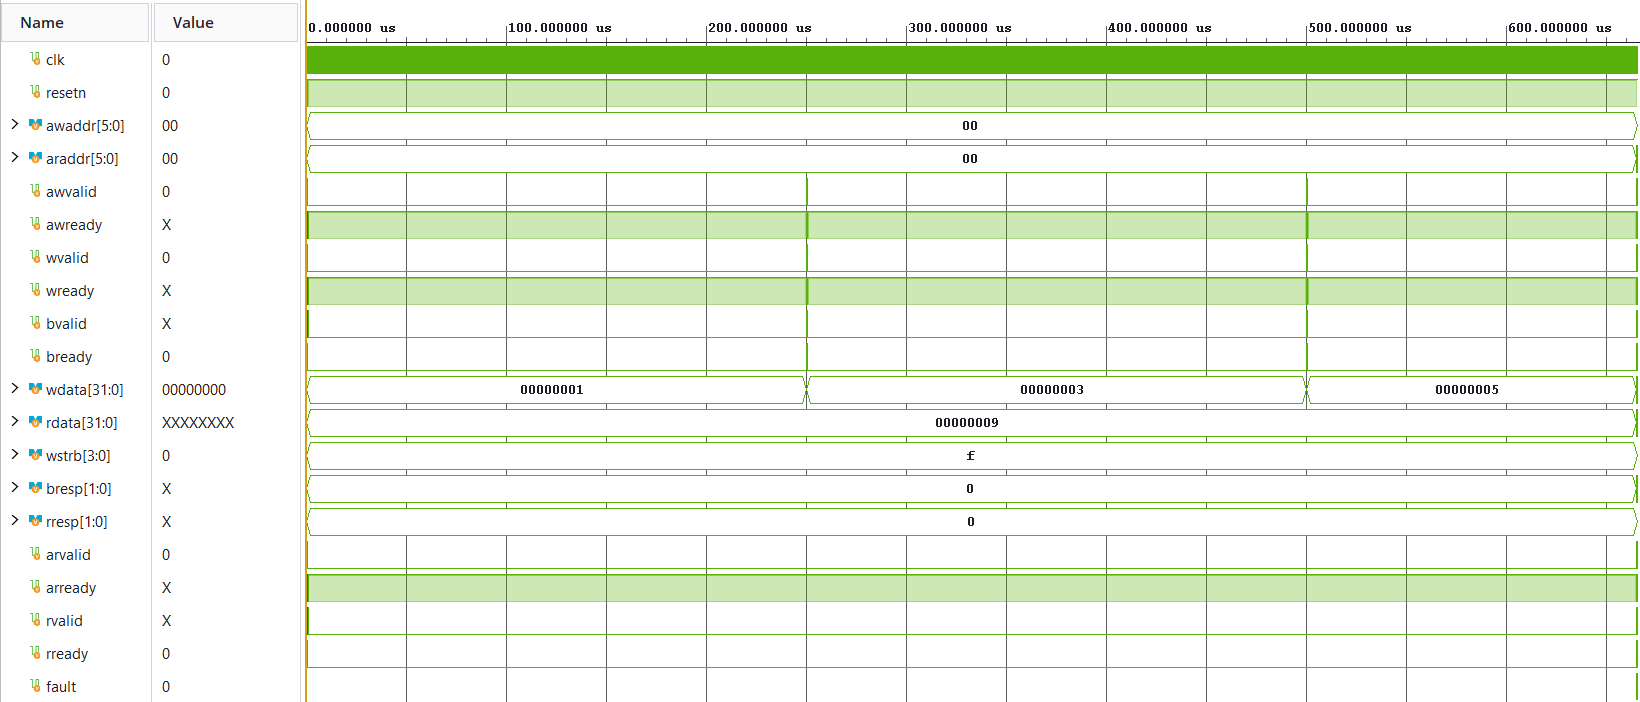 Name Value 0.000000 us 100.000000 us 200.000000 us 300.000000 us 400.000000 us 500.000000 us 600.000000 us
clk 0
resetn 0
awaddr[5:0] 00 00
araddr[5:0] 00 00
awvalid 0
awready X
wvalid 0
wready X
bvalid X
bready 0
wdata[31:0] 00000000 00000001 00000003 00000005
rdata[31:0] XXXXXXXX 00000009
wstrb[3:0] 0 f
bresp[1:0] X 0
rresp[1:0] X 0
arvalid 0
arready X
rvalid X
rready 0
fault 0